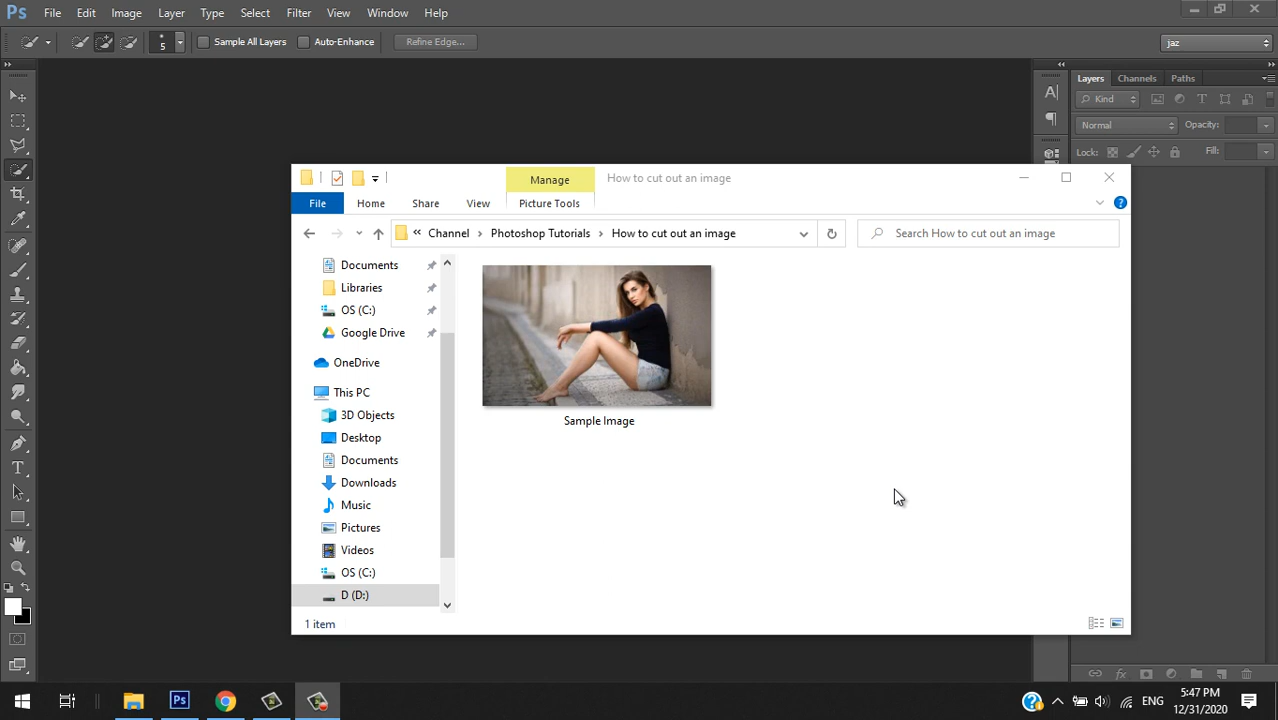 Ps File Edit Image Layer Type Select Filter View Window Help
5 Sample All Layers Auto-Enhance Refine Edge... jaz
Layers Channels Paths
Kind T
Normal Opacity:
Lock: Fill:
A
Manage How to cut out an image
File Home Share View Picture Tools
Channel Photoshop Tutorials How to cut out an image Search How to cut out an image
Documents
Libraries
OS (C:)
Google Drive
OneDrive
This PC
3D Objects
Desktop
Documents
Downloads
Music
Pictures
Videos
OS (C:)
D (D:)
Sample Image
1 item
T
fx
Ps ENG 5:47 PM
12/31/2020